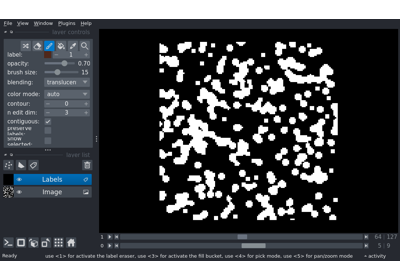 File View Window Plugins Help
layer controls
label: 1
opacity: 0.70
brush size: 15
blending: translucen
color mode: auto
contour: 0
n edit dim: 3
contiguous:
preserve labels:
show selected:
layer list
Labels
Image
1 64 127
0 5 9
Ready use <1> for activate the label eraser, use <3> for activate the fill bucket, use <4> for pick mode, use <5> for pan/zoom mode activity